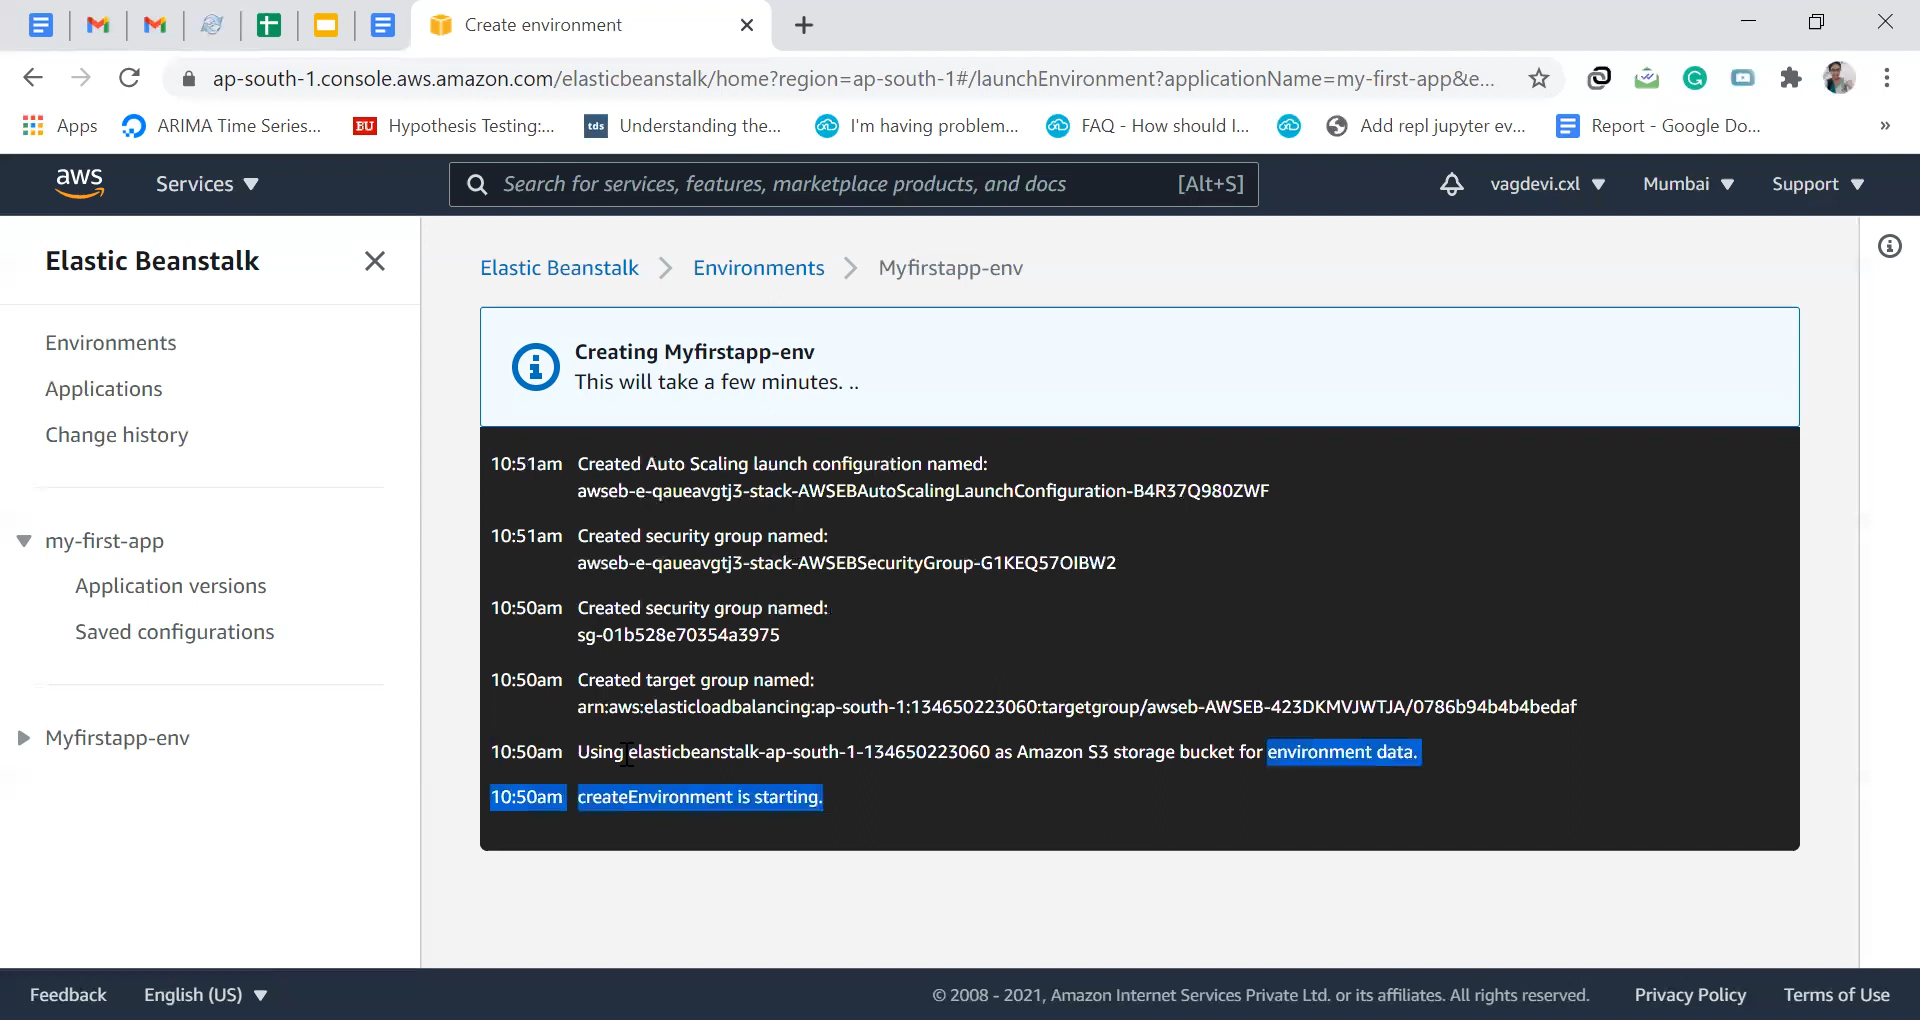 Create environment
ap-south-1.console.aws.amazon.com/elasticbeanstalk/home?region=ap-south-1#/launchEnvironment?applicationName=my-first-app&e...
Apps ARIMA Time Series... BU Hypothesis Testing:... tds Understanding the... I'm having problem... FAQ - How should I... Add repl jupyter ev... Report - Google Do... »
aws Services Search for services, features, marketplace products, and docs [Alt+S] vagdevi.cxl Mumbai Support
Elastic Beanstalk
Environments
Applications
Change history
my-first-app
Application versions
Saved configurations
Myfirstapp-env
Elastic Beanstalk Environments Myfirstapp-env
Creating Myfirstapp-env
This will take a few minutes. ..
10:51am Created Auto Scaling launch configuration named:
awseb-e-qaueavgtj3-stack-AWSEBAutoScalingLaunchConfiguration-B4R37Q980ZWF
10:51am Created security group named:
awseb-e-qaueavgtj3-stack-AWSEBSecurityGroup-G1KEQ57OIBW2
10:50am Created security group named:
sg-01b528e70354a3975
10:50am Created target group named:
arn:aws:elasticloadbalancing:ap-south-1:134650223060:targetgroup/awseb-AWSEB-423DKMVJWTJA/0786b94b4b4bedaf
10:50am Using elasticbeanstalk-ap-south-1-134650223060 as Amazon S3 storage bucket for environment data.
10:50am createEnvironment is starting.
Feedback English (US) © 2008 - 2021, Amazon Internet Services Private Ltd. or its affiliates. All rights reserved. Privacy Policy Terms of Use